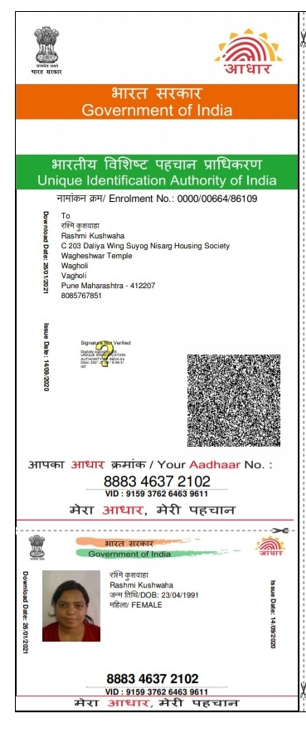 भारत सरकार
आधार
भारत सरकार
Government of India
भारतीय विशिष्ट पहचान प्राधिकरण
Unique Identification Authority of India
नामांकन क्रम/ Enrolment No.: 0000/00664/86109
Download Date: 26/01/2021
To
रश्मि कुशवाहा
Rashmi Kushwaha
C 203 Daliya Wing Suyog Nisarg Housing Society
Wagheshwar Temple
Wagholi
Vagholi
Pune Maharashtra - 412207
8085767851
Issue Date: 14/09/2020
Signature Not Verified
आपका आधार क्रमांक / Your Aadhaar No. :
8883 4637 2102
VID : 9159 3762 6463 9611
मेरा आधार, मेरी पहचान
भारत सरकार
Government of India
आधार
Download Date: 26/01/2021
रश्मि कुशवाहा
Rashmi Kushwaha
जन्म तिथि/DOB: 23/04/1991
महिला/ FEMALE
Issue Date: 14/09/2020
8883 4637 2102
VID : 9159 3762 6463 9611
मेरा आधार, मेरी पहचान